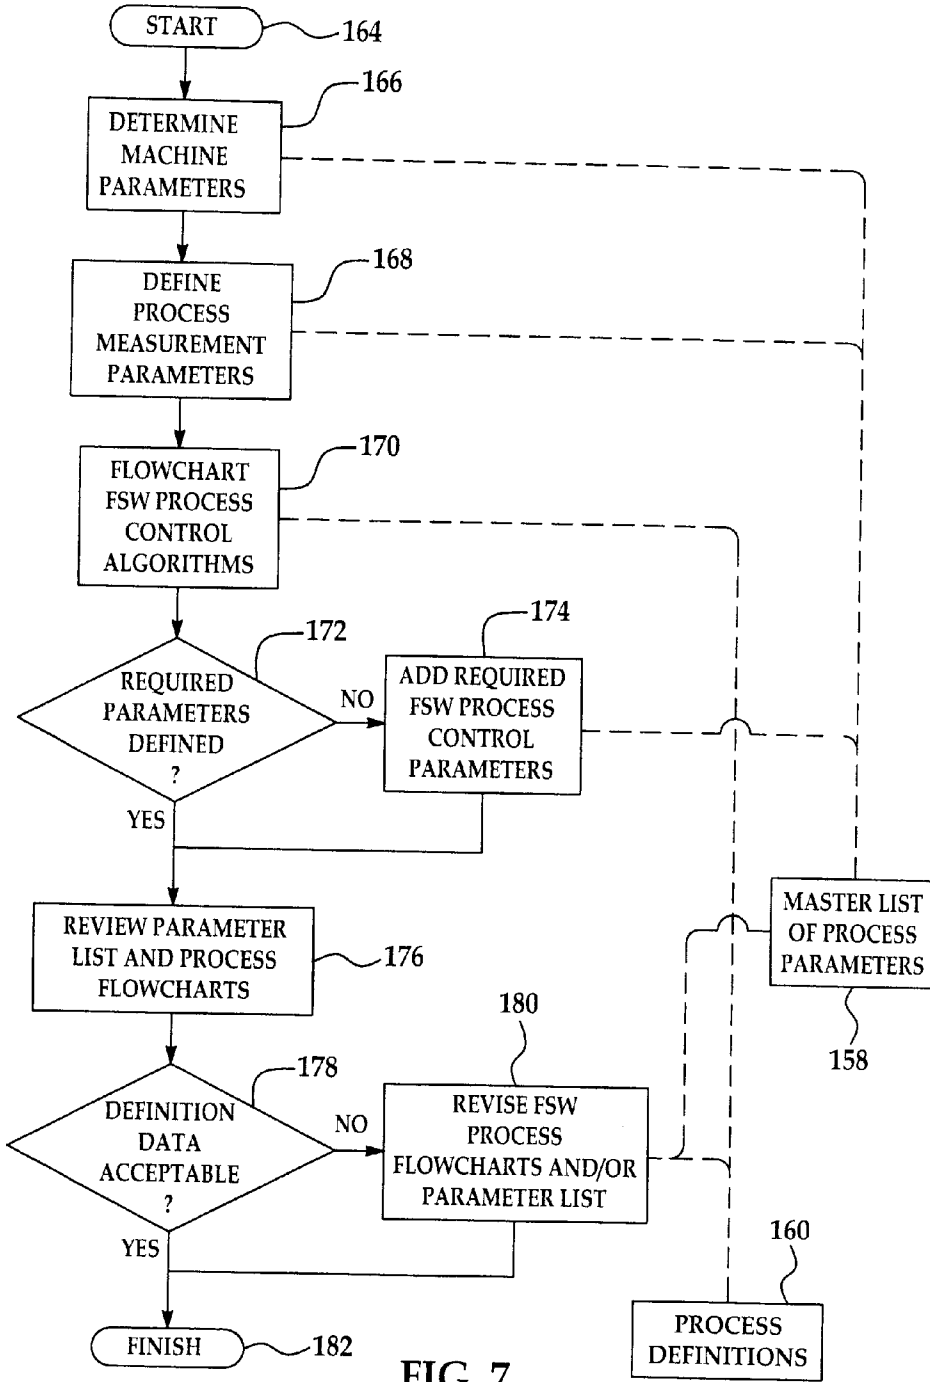 START
164
166
DETERMINE
MACHINE
PARAMETERS
168
DEFINE
PROCESS
MEASUREMENT
PARAMETERS
170
FLOWCHART
FSW PROCESS
CONTROL
ALGORITHMS
172
174
REQUIRED
PARAMETERS
DEFINED
?
NO
ADD REQUIRED
FSW PROCESS
CONTROL
PARAMETERS
YES
REVIEW PARAMETER
LIST AND PROCESS
FLOWCHARTS
176
MASTER LIST
OF PROCESS
PARAMETERS
158
178
180
DEFINITION
DATA
ACCEPTABLE
?
NO
REVISE FSW
PROCESS
FLOWCHARTS AND/OR
PARAMETER LIST
YES
160
PROCESS
DEFINITIONS
FINISH
182
FIG. 7